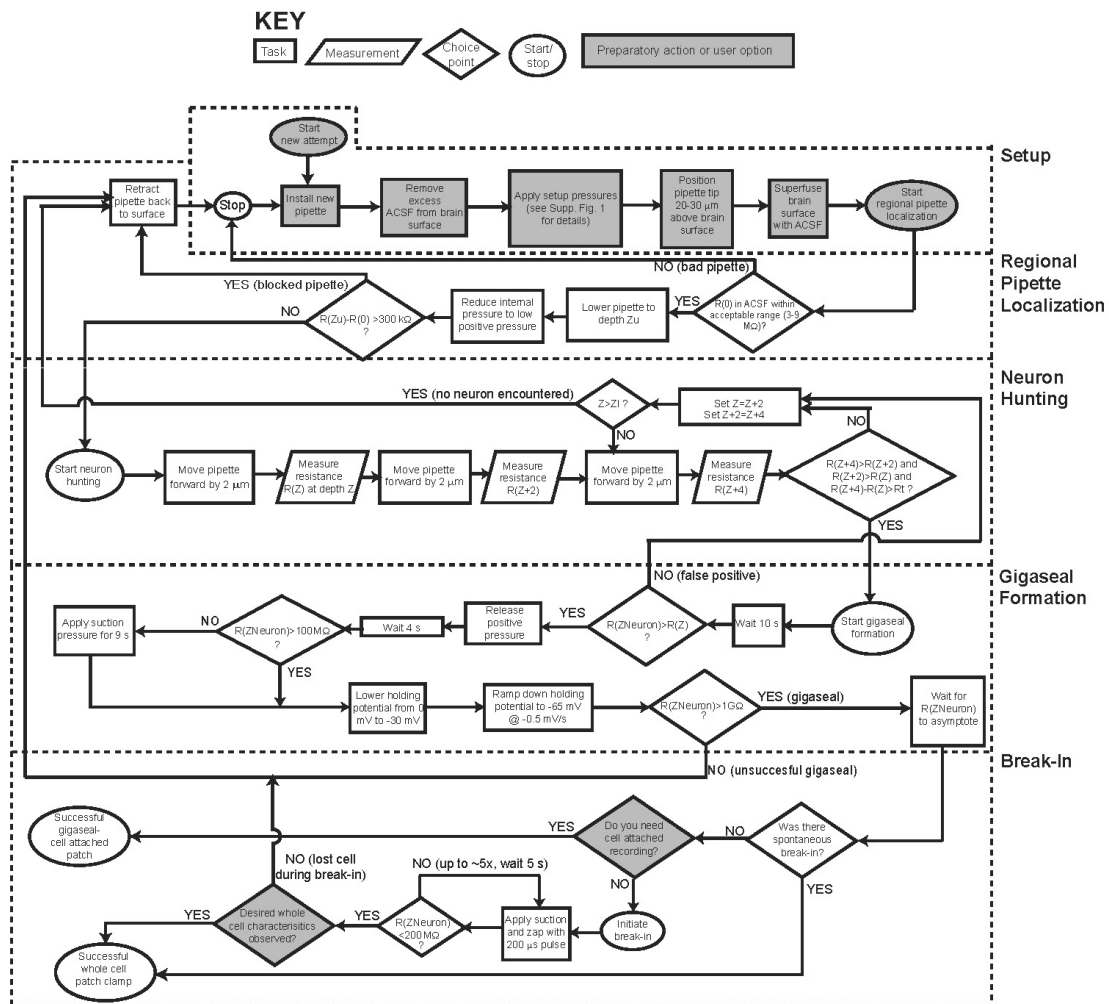 KEY
Task
Measurement
Choice
point
Start/
stop
Preparatory action or user option
Setup
Start
new attempt
Retract
pipette back
to surface
Stop
Install new
pipette
Remove
excess
ACSF from brain
surface
Apply setup pressures
(see Supp. Fig. 1
for details)
Position
pipette tip
20-30 μm
above brain
surface
Superfuse
brain
surface
with ACSF
Start
regional pipette
localization
Regional
Pipette
Localization
NO (bad pipette)
YES (blocked pipette)
NO
R(Zu)-R(0) >300 kΩ
?
Reduce internal
pressure to low
positive pressure
Lower pipette to
depth Zu
YES
R(0) in ACSF within
acceptable range (3-9
MΩ)?
Neuron
Hunting
YES (no neuron encountered)
Z>Zl ?
Set Z=Z+2
Set Z+2=Z+4
NO
NO
Start neuron
hunting
Move pipette
forward by 2 μm
Measure
resistance
R(Z) at depth Z
Move pipette
forward by 2 μm
Measure
resistance
R(Z+2)
Move pipette
forward by 2 μm
Measure
resistance
R(Z+4)
R(Z+4)>R(Z+2) and
R(Z+2)>R(Z) and
R(Z+4)-R(Z)>Rt ?
YES
Gigaseal
Formation
NO (false positive)
Apply suction
pressure for 9 s
NO
R(ZNeuron)>100MΩ
?
Wait 4 s
Release
positive
pressure
YES
R(ZNeuron)>R(Z)
?
Wait 10 s
Start gigaseal
formation
YES
Lower holding
potential from 0
mV to -30 mV
Ramp down holding
potential to -65 mV
@ -0.5 mV/s
R(ZNeuron)>1GΩ
?
YES (gigaseal)
Wait for
R(ZNeuron)
to asymptote
Break-In
NO (unsuccesful gigaseal)
Successful
gigaseal-
cell attached
patch
YES
Do you need
cell attached
recording?
NO
Was there
spontaneous
break-in?
NO (lost cell
during break-in)
NO (up to ~5x, wait 5 s)
NO
YES
YES
Desired whole
cell characterisitics
observed?
YES
R(ZNeuron)
<200 MΩ
?
Apply suction
and zap with
200 μs pulse
Initiate
break-in
Successful
whole cell
patch clamp